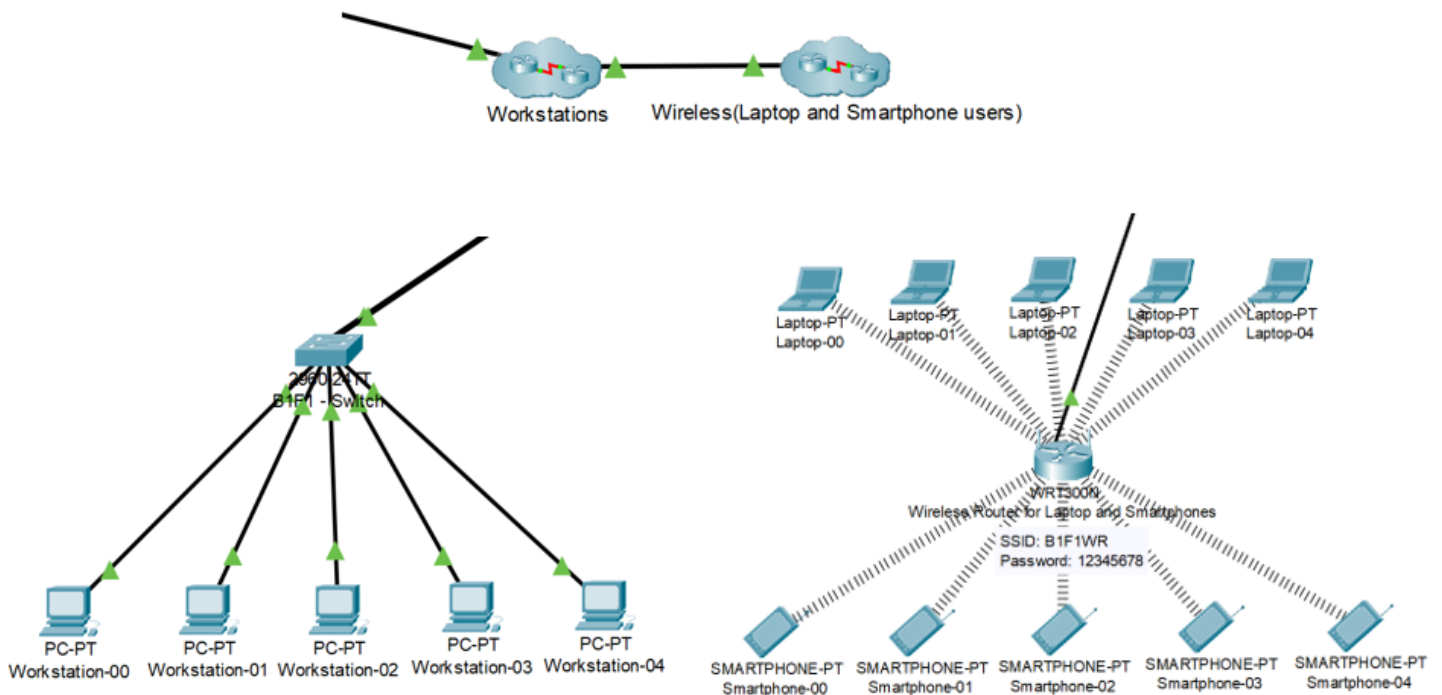 Workstations
Wireless(Laptop and Smartphone users)
2960 24TT
B1F1 - Switch
PC-PT
Workstation-00
PC-PT
Workstation-01
PC-PT
Workstation-02
PC-PT
Workstation-03
PC-PT
Workstation-04
Laptop-PT
Laptop-00
Laptop-PT
Laptop-01
Laptop-PT
Laptop-02
Laptop-PT
Laptop-03
Laptop-PT
Laptop-04
WRT300N
Wireless Router for Laptop and Smartphones
SSID: B1F1WR
Password: 12345678
SMARTPHONE-PT
Smartphone-00
SMARTPHONE-PT
Smartphone-01
SMARTPHONE-PT
Smartphone-02
SMARTPHONE-PT
Smartphone-03
SMARTPHONE-PT
Smartphone-04